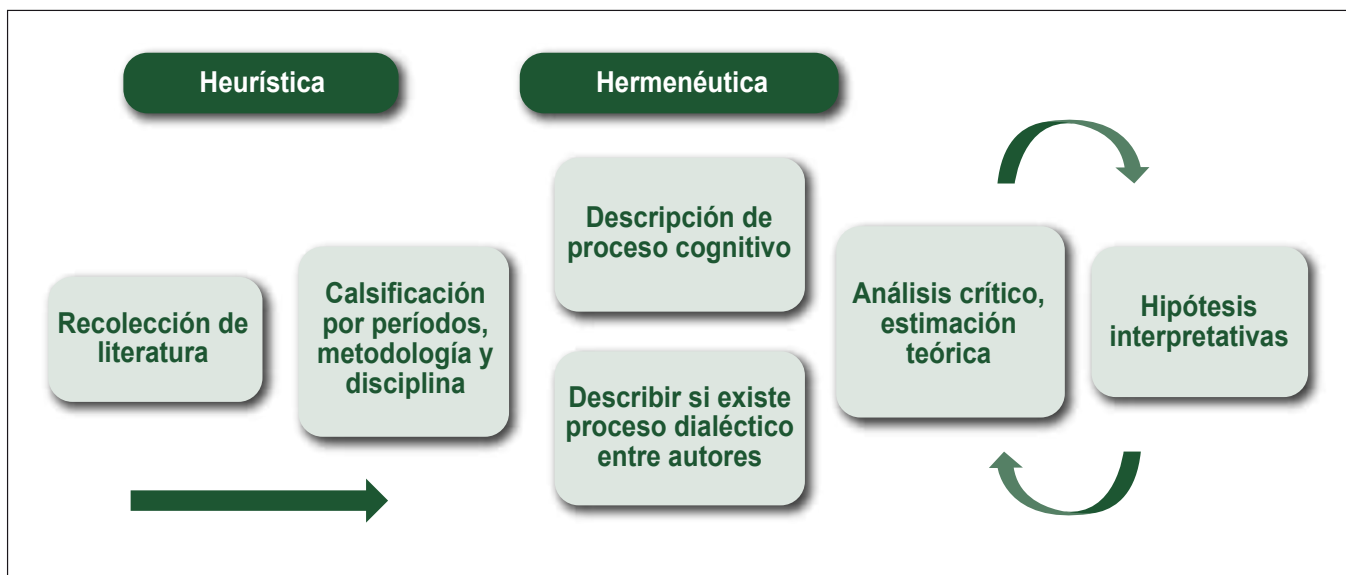 Heurística
Hermenéutica
Recolección de
literatura
Calsificación
por períodos,
metodología y
disciplina
Descripción de
proceso cognitivo
Describir si existe
proceso dialéctico
entre autores
Análisis crítico,
estimación
teórica
Hipótesis
interpretativas